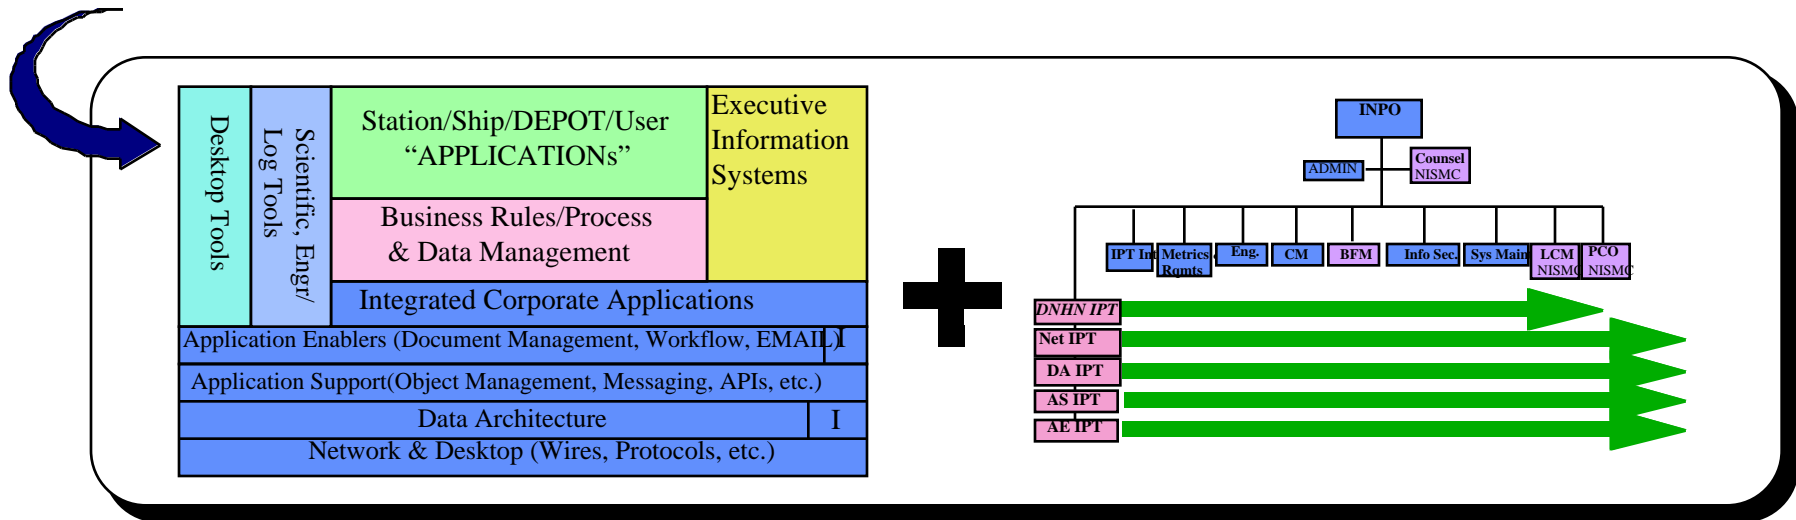 Desktop Tools
Scientific, Engr/
Log Tools
Station/Ship/DEPOT/User
“APPLICATIONs”
Executive
Information
Systems
Business Rules/Process
& Data Management
Integrated Corporate Applications
Application Enablers (Document Management, Workflow, EMAIL)
I
Application Support(Object Management, Messaging, APIs, etc.)
Data Architecture
I
Network & Desktop (Wires, Protocols, etc.)
INPO
ADMIN
Counsel
NISMC
IPT Int
Metrics
Rqmts
Eng.
CM
BFM
Info Sec.
Sys Main
LCM
NISMC
PCO
NISMC
DNHN IPT
Net IPT
DA IPT
AS IPT
AE IPT